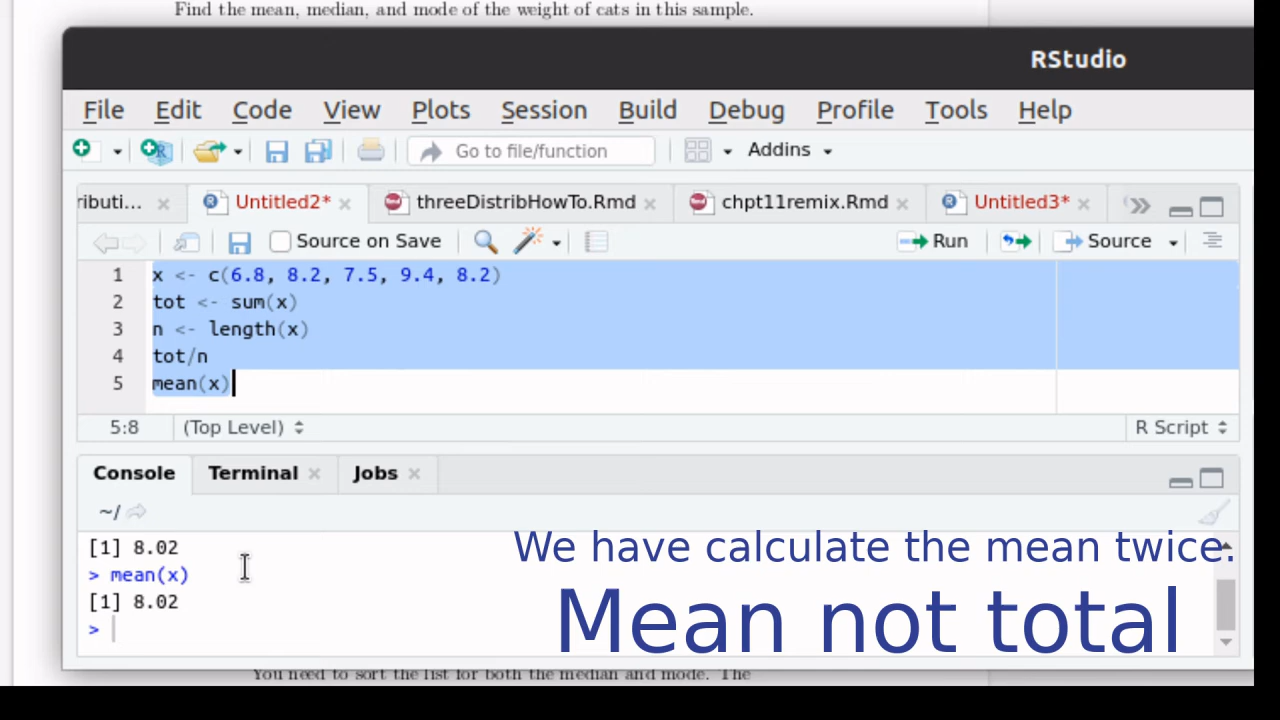 Find the mean, median, and mode of the weight of cats in this sample.
RStudio
File Edit Code View Plots Session Build Debug Profile Tools Help
Go to file/function Addins
ributi... Untitled2* threeDistribHowTo.Rmd chpt11remix.Rmd Untitled3*
Source on Save Run Source
1 x <- c(6.8, 8.2, 7.5, 9.4, 8.2)
2 tot <- sum(x)
3 n <- length(x)
4 tot/n
5 mean(x)
5:8 (Top Level) R Script
Console Terminal Jobs
~/
[1] 8.02
> mean(x)
[1] 8.02
>
We have calculate the mean twice.
Mean not total
You need to sort the list for both the median and mode. The